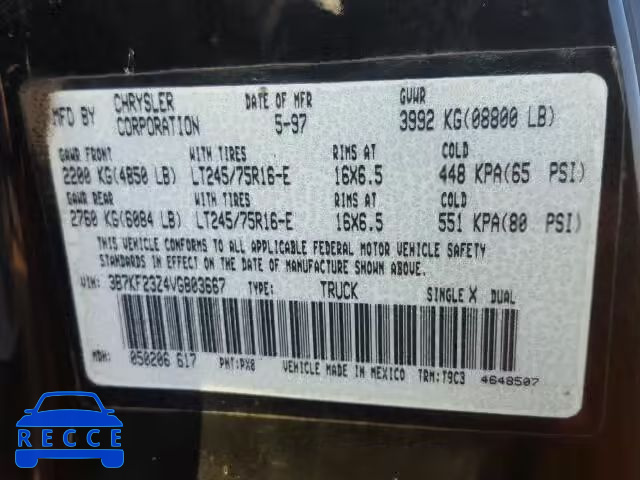 MFD BY CHRYSLER CORPORATION DATE OF MFR 5-97 GVWR 3992 KG(08800 LB)
GAWR FRONT WITH TIRES RIMS AT COLD
2200 KG(4850 LB) LT245/75R16-E 16X6.5 448 KPA(65 PSI)
GAWR REAR WITH TIRES RIMS AT COLD
2760 KG(6084 LB) LT245/75R16-E 16X6.5 551 KPA(80 PSI)
THIS VEHICLE CONFORMS TO ALL APPLICABLE FEDERAL MOTOR VEHICLE SAFETY
STANDARDS IN EFFECT ON THE DATE OF MANUFACTURE SHOWN ABOVE.
VIN: 3B7KF2324VG803667 TYPE: TRUCK SINGLE X DUAL
MDH: 050206 617 PNT:PX8 VEHICLE MADE IN MEXICO TRM:T9C3 4648507
RECCE